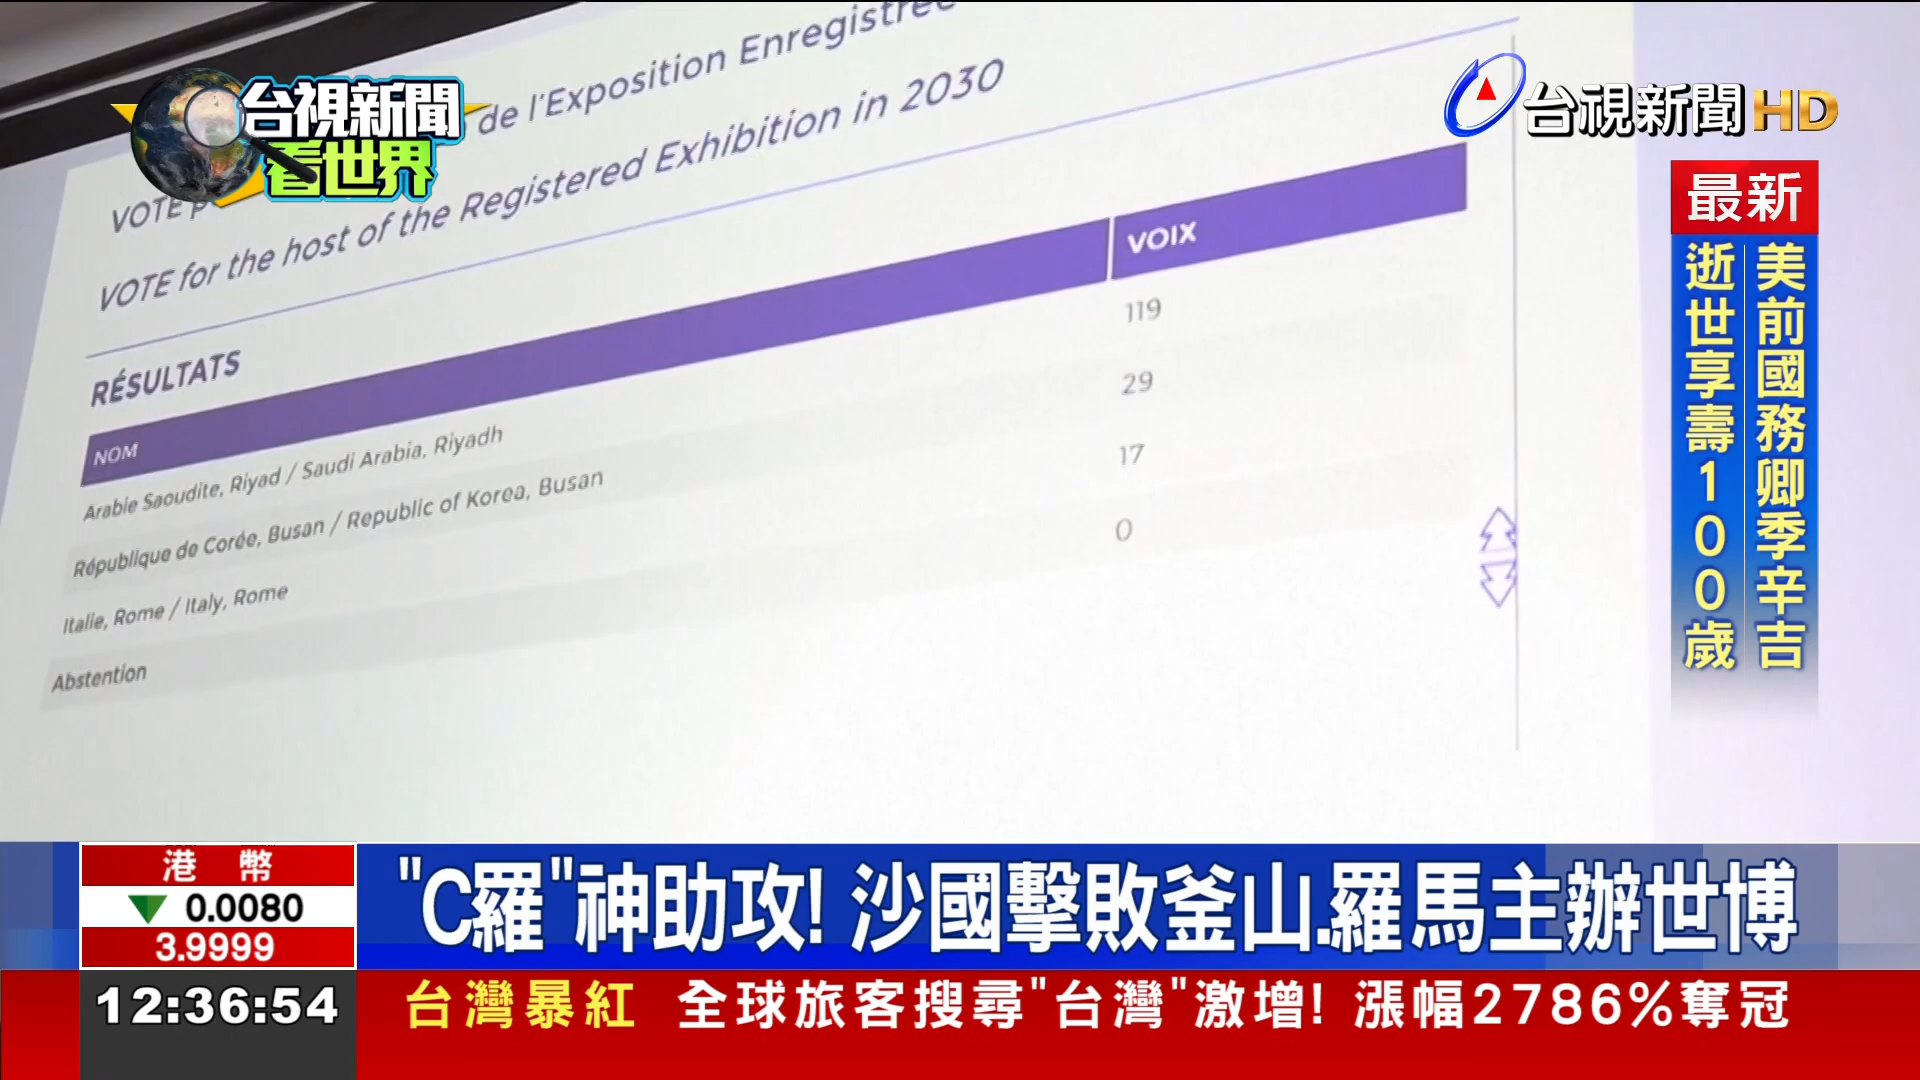 de l'Exposition Enregistrée
VOTE
VOTE for the host of the Registered Exhibition in 2030
RÉSULTATS
NOM VOIX
Arabie Saoudite, Riyad / Saudi Arabia, Riyadh 119
République de Corée, Busan / Republic of Korea, Busan 29
Italie, Rome / Italy, Rome 17
Abstention 0
台視新聞
看世界
台視新聞HD
最新
美前國務卿季辛吉
逝世享壽100歲
港幣
▼ 0.0080
3.9999
12:36:54
"C羅"神助攻! 沙國擊敗釜山.羅馬主辦世博
台灣暴紅 全球旅客搜尋"台灣"激增! 漲幅2786%奪冠